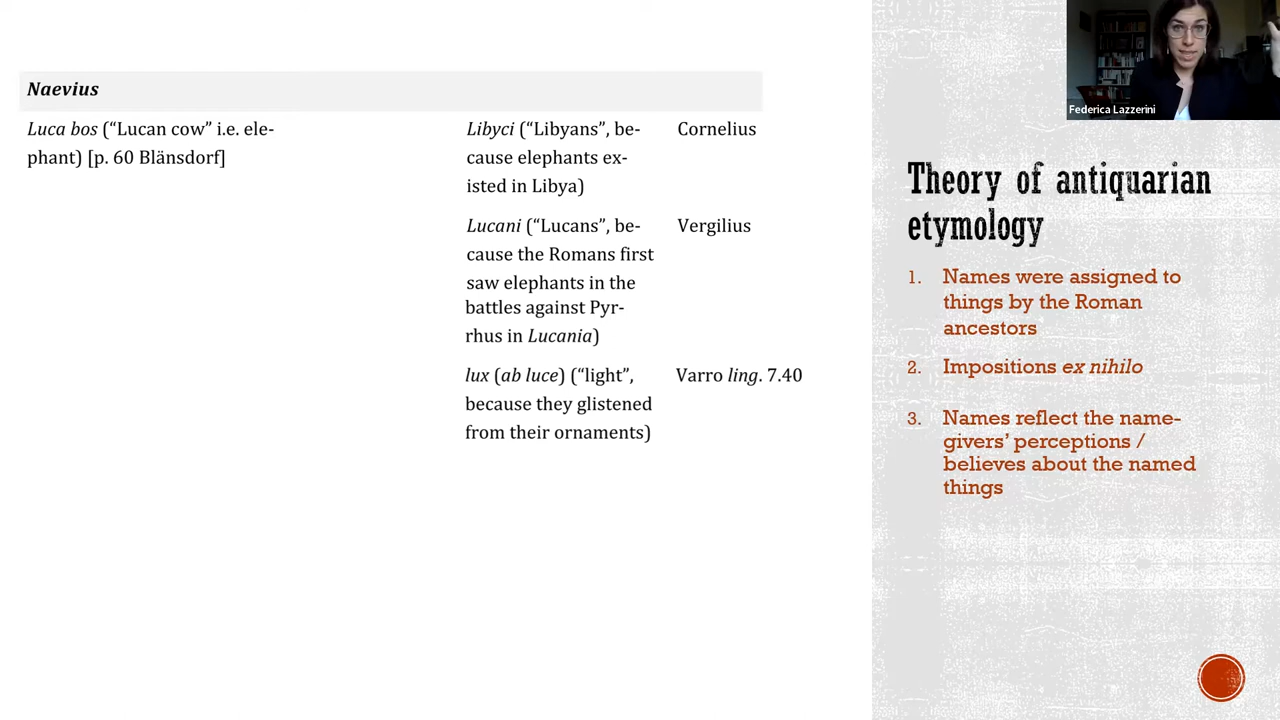 Naevius
Luca bos (“Lucan cow” i.e. ele-
phant) [p. 60 Blänsdorf]
Libyci (“Libyans”, be-
cause elephants ex-
isted in Libya)
Cornelius
Lucani (“Lucans”, be-
cause the Romans first
saw elephants in the
battles against Pyr-
rhus in Lucania)
Vergilius
lux (ab luce) (“light”,
because they glistened
from their ornaments)
Varro ling. 7.40
Federica Lazzerini
Theory of antiquarian
etymology
1. Names were assigned to
things by the Roman
ancestors
2. Impositions ex nihilo
3. Names reflect the name-
givers’ perceptions /
believes about the named
things